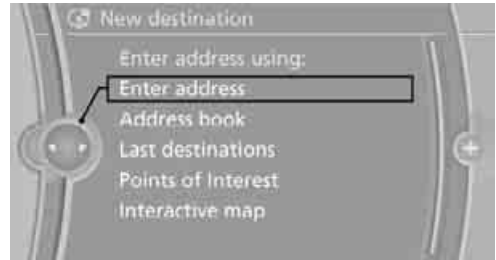 New destination
Enter address using:
Enter address
Address book
Last destinations
Points of Interest
Interactive map